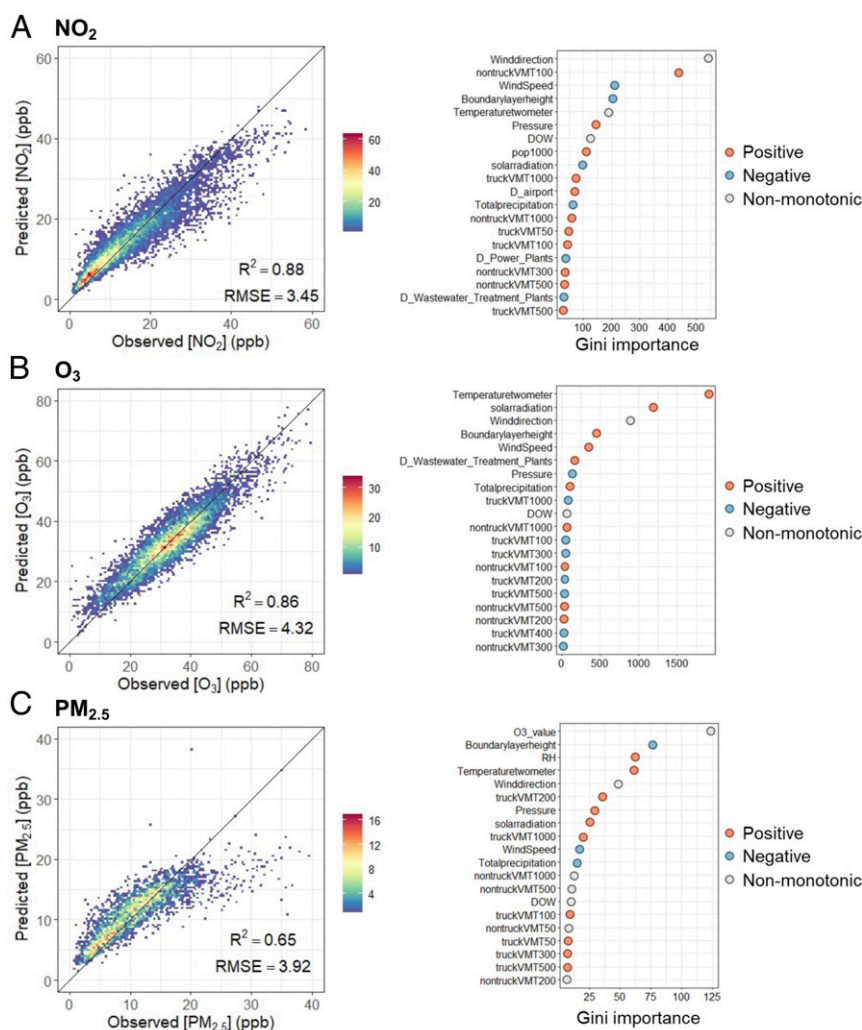 A NO₂
Predicted [NO₂] (ppb)
60
40
20
0
0 20 40 60
Observed [NO₂] (ppb)
R² = 0.88
RMSE = 3.45
60
40
20
Winddirection
nontruckVMT100
WindSpeed
Boundarylayerheight
Temperaturetwometer
Pressure
DOW
pop1000
solarradiation
truckVMT1000
D_airport
Totalprecipitation
nontruckVMT1000
truckVMT50
truckVMT100
D_Power_Plants
nontruckVMT300
nontruckVMT500
D_Wastewater_Treatment_Plants
truckVMT500
100 200 300 400 500
Gini importance
Positive
Negative
Non-monotonic
B O₃
Predicted [O₃] (ppb)
80
60
40
20
0
0 20 40 60 80
Observed [O₃] (ppb)
R² = 0.86
RMSE = 4.32
30
20
10
Temperaturetwometer
solarradiation
Winddirection
Boundarylayerheight
WindSpeed
D_Wastewater_Treatment_Plants
Pressure
Totalprecipitation
truckVMT1000
DOW
nontruckVMT1000
truckVMT100
truckVMT300
nontruckVMT100
truckVMT200
truckVMT500
nontruckVMT500
nontruckVMT200
truckVMT400
nontruckVMT300
0 500 1000 1500
Gini importance
Positive
Negative
Non-monotonic
C PM₂.₅
Predicted [PM₂.₅] (ppb)
40
30
20
10
0
0 10 20 30 40
Observed [PM₂.₅] (ppb)
R² = 0.65
RMSE = 3.92
16
12
8
4
O3_value
Boundarylayerheight
RH
Temperaturetwometer
Winddirection
truckVMT200
Pressure
solarradiation
truckVMT1000
WindSpeed
Totalprecipitation
nontruckVMT1000
nontruckVMT500
DOW
truckVMT100
nontruckVMT50
truckVMT50
truckVMT300
truckVMT500
nontruckVMT200
25 50 75 100 125
Gini importance
Positive
Negative
Non-monotonic